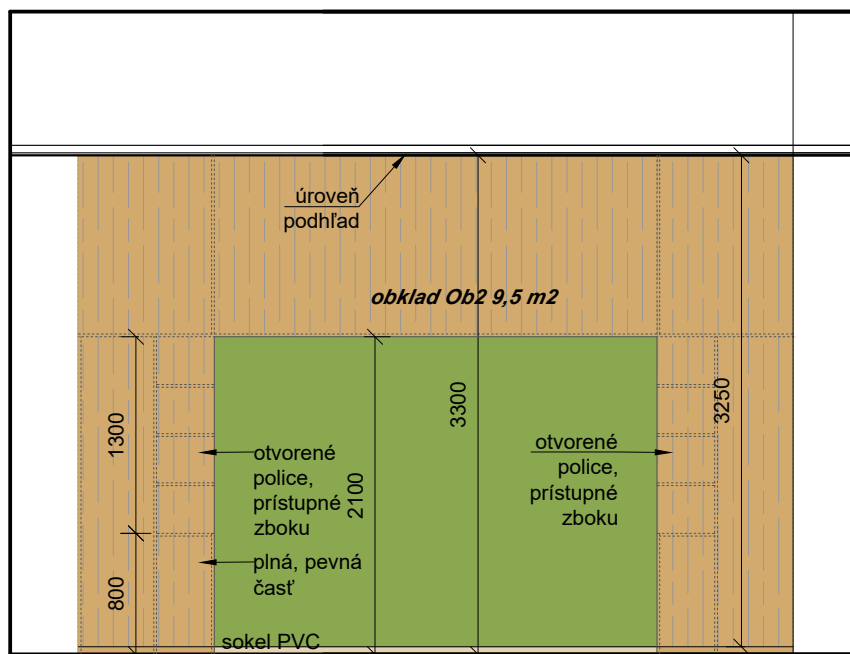 úroveň
podhľad
obklad Ob2 9,5 m2
1300
3300
3250
2100
otvorené
police,
prístupné
zboku
otvorené
police,
prístupné
zboku
plná, pevná
časť
800
sokel PVC